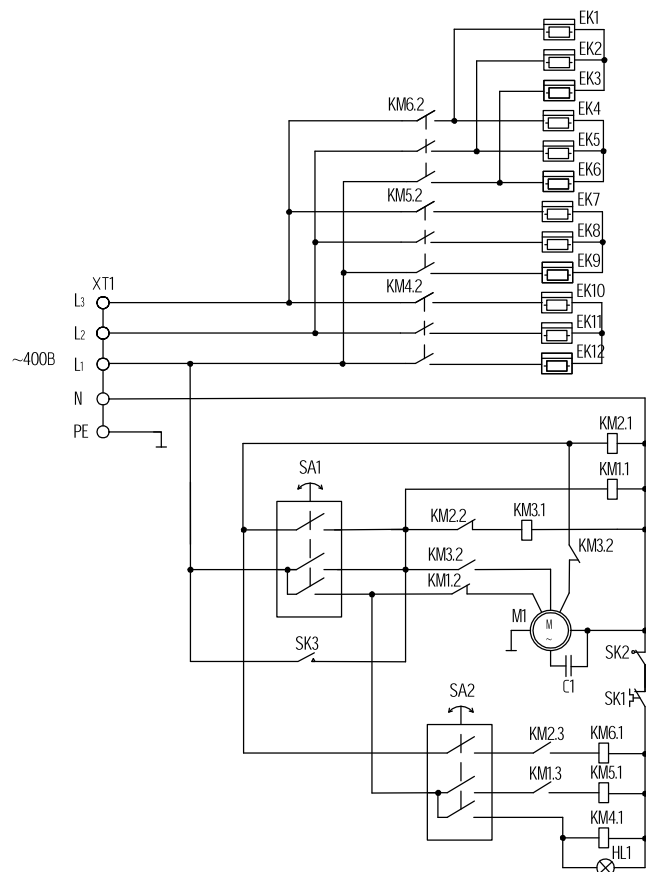 EK1
EK2
EK3
KM6.2
EK4
EK5
EK6
KM5.2
EK7
EK8
EK9
XT1
KM4.2
L3
EK10
L2
EK11
~400В
L1
EK12
N
PE
KM2.1
SA1
KM1.1
KM2.2
KM3.1
KM3.2
KM3.2
KM1.2
M1
M
~
SK3
SK2
C1
SA2
SK1
KM2.3
KM6.1
KM1.3
KM5.1
KM4.1
HL1